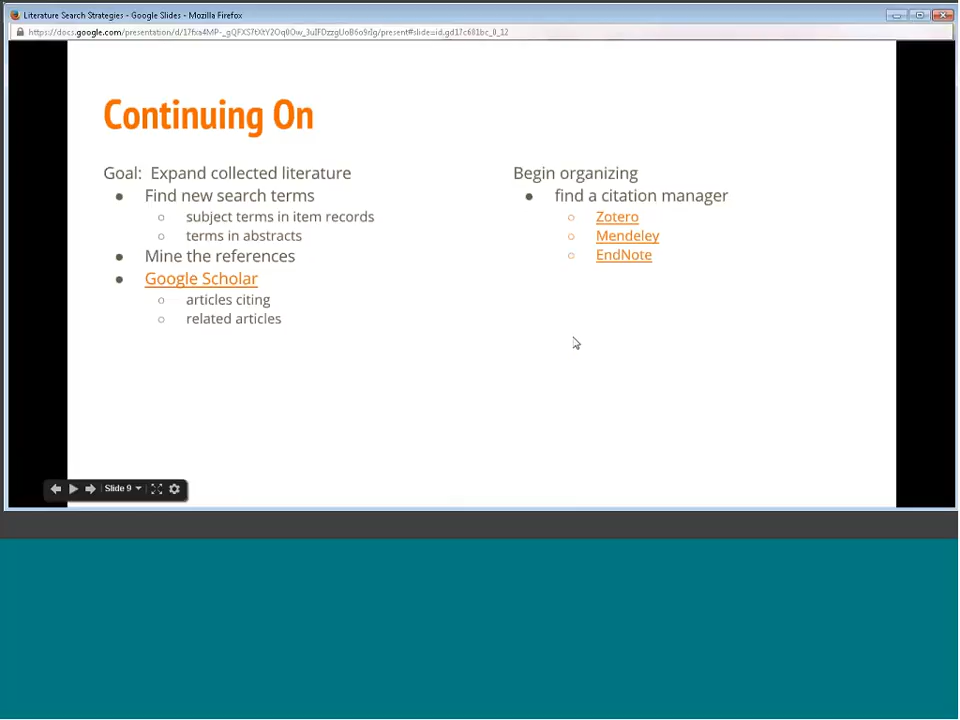 Literature Search Strategies - Google Slides - Mozilla Firefox
Continuing On
Goal: Expand collected literature
● Find new search terms
○ subject terms in item records
○ terms in abstracts
● Mine the references
● Google Scholar
○ articles citing
○ related articles
Begin organizing
● find a citation manager
○ Zotero
○ Mendeley
○ EndNote
Slide 9